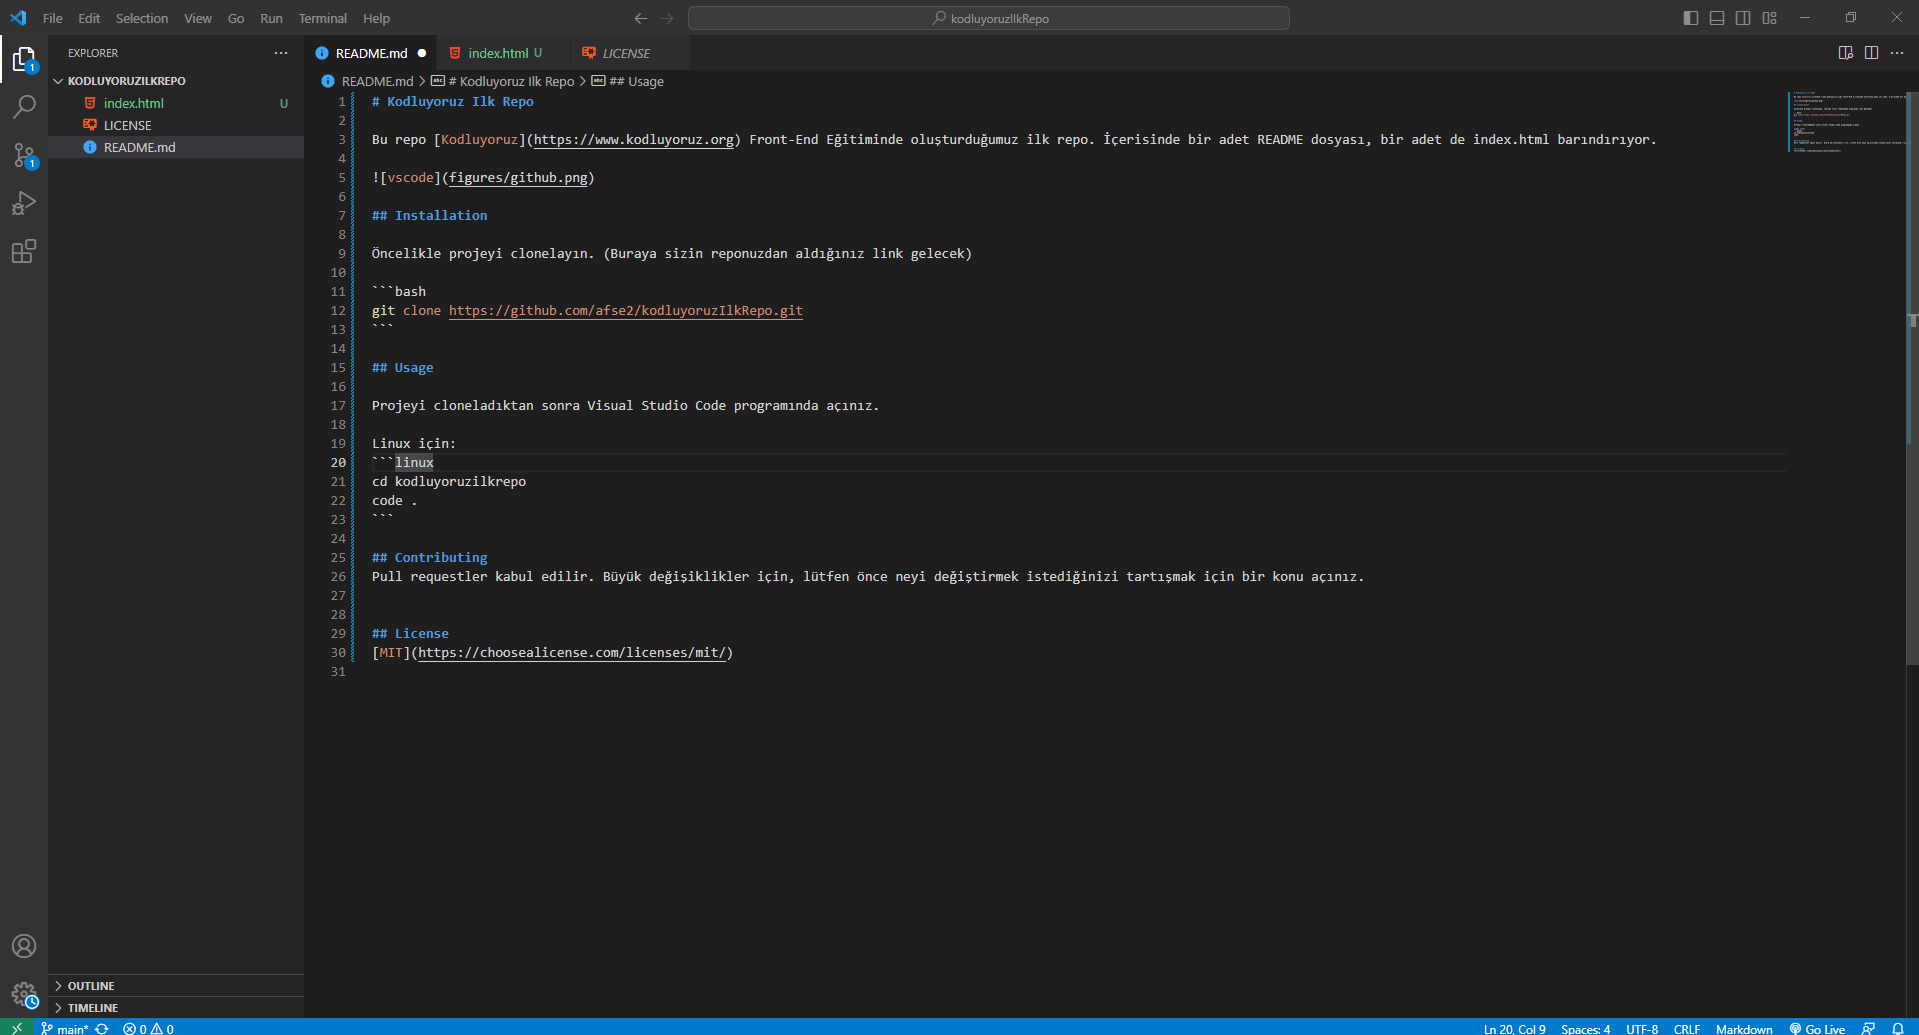 File Edit Selection View Go Run Terminal Help
kodluyoruzIlkRepo
EXPLORER
KODLUYORUZILKREPO
index.html U
LICENSE
README.md
README.md
index.html U
LICENSE
README.md > # Kodluyoruz Ilk Repo > ## Usage
1 # Kodluyoruz Ilk Repo
2
3 Bu repo [Kodluyoruz](https://www.kodluyoruz.org) Front-End Eğitiminde oluşturduğumuz ilk repo. İçerisinde bir adet README dosyası, bir adet de index.html barındırıyor.
4
5 ![vscode](figures/github.png)
6
7 ## Installation
8
9 Öncelikle projeyi clonelayın. (Buraya sizin reponuzdan aldığınız link gelecek)
10
11 ```bash
12 git clone https://github.com/afse2/kodluyoruzIlkRepo.git
13 ```
14
15 ## Usage
16
17 Projeyi cloneladıktan sonra Visual Studio Code programında açınız.
18
19 Linux için:
20 ```linux
21 cd kodluyoruzilkrepo
22 code .
23 ```
24
25 ## Contributing
26 Pull requestler kabul edilir. Büyük değişiklikler için, lütfen önce neyi değiştirmek istediğinizi tartışmak için bir konu açınız.
27
28
29 ## License
30 [MIT](https://choosealicense.com/licenses/mit/)
31
1
1
OUTLINE
TIMELINE
main* 0 0
Ln 20, Col 9 Spaces: 4 UTF-8 CRLF Markdown Go Live